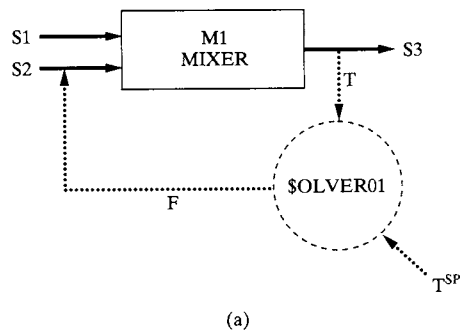 S1
S2
M1
MIXER
S3
T
$OLVER01
F
T^SP
(a)